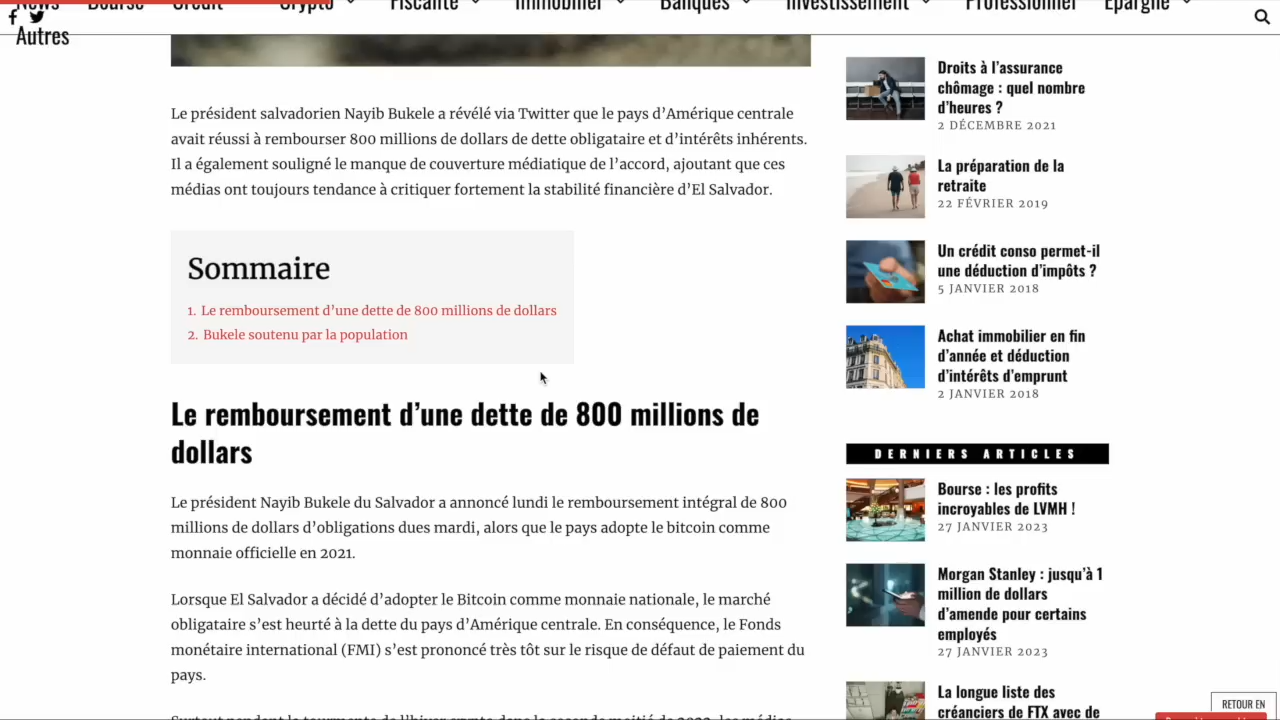 News Bourse Crédit Crypto Fiscalité Immobilier Banques Investissement Professionnel Epargne
Autres
Le président salvadorien Nayib Bukele a révélé via Twitter que le pays d’Amérique centrale
avait réussi à rembourser 800 millions de dollars de dette obligataire et d’intérêts inhérents.
Il a également souligné le manque de couverture médiatique de l’accord, ajoutant que ces
médias ont toujours tendance à critiquer fortement la stabilité financière d’El Salvador.
Sommaire
1. Le remboursement d’une dette de 800 millions de dollars
2. Bukele soutenu par la population
Le remboursement d’une dette de 800 millions de
dollars
Le président Nayib Bukele du Salvador a annoncé lundi le remboursement intégral de 800
millions de dollars d’obligations dues mardi, alors que le pays adopte le bitcoin comme
monnaie officielle en 2021.
Lorsque El Salvador a décidé d’adopter le Bitcoin comme monnaie nationale, le marché
obligataire s’est heurté à la dette du pays d’Amérique centrale. En conséquence, le Fonds
monétaire international (FMI) s’est prononcé très tôt sur le risque de défaut de paiement du
pays.
Droits à l’assurance
chômage : quel nombre
d’heures ?
2 DÉCEMBRE 2021
La préparation de la
retraite
22 FÉVRIER 2019
Un crédit conso permet-il
une déduction d’impôts ?
5 JANVIER 2018
Achat immobilier en fin
d’année et déduction
d’intérêts d’emprunt
2 JANVIER 2018
DERNIERS ARTICLES
Bourse : les profits
incroyables de LVMH !
27 JANVIER 2023
Morgan Stanley : jusqu’à 1
million de dollars
d’amende pour certains
employés
27 JANVIER 2023
La longue liste des
créanciers de FTX avec de
RETOUR EN